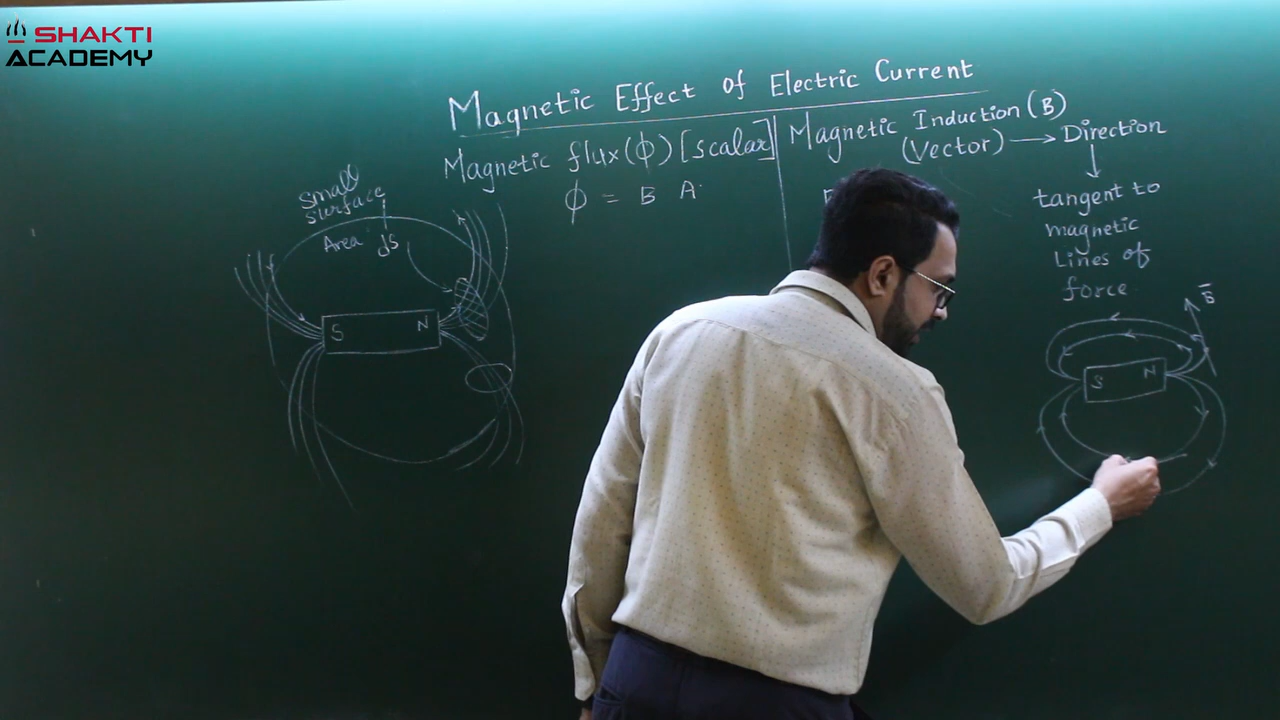 SHAKTI
ACADEMY
Magnetic Effect of Electric Current
Magnetic flux (ϕ) [scalar]
ϕ = B A
Magnetic Induction (B)
(Vector) → Direction
↓
tangent to
magnetic
Lines of
force
Small
surface
Area
ds
S N
B̄
S N